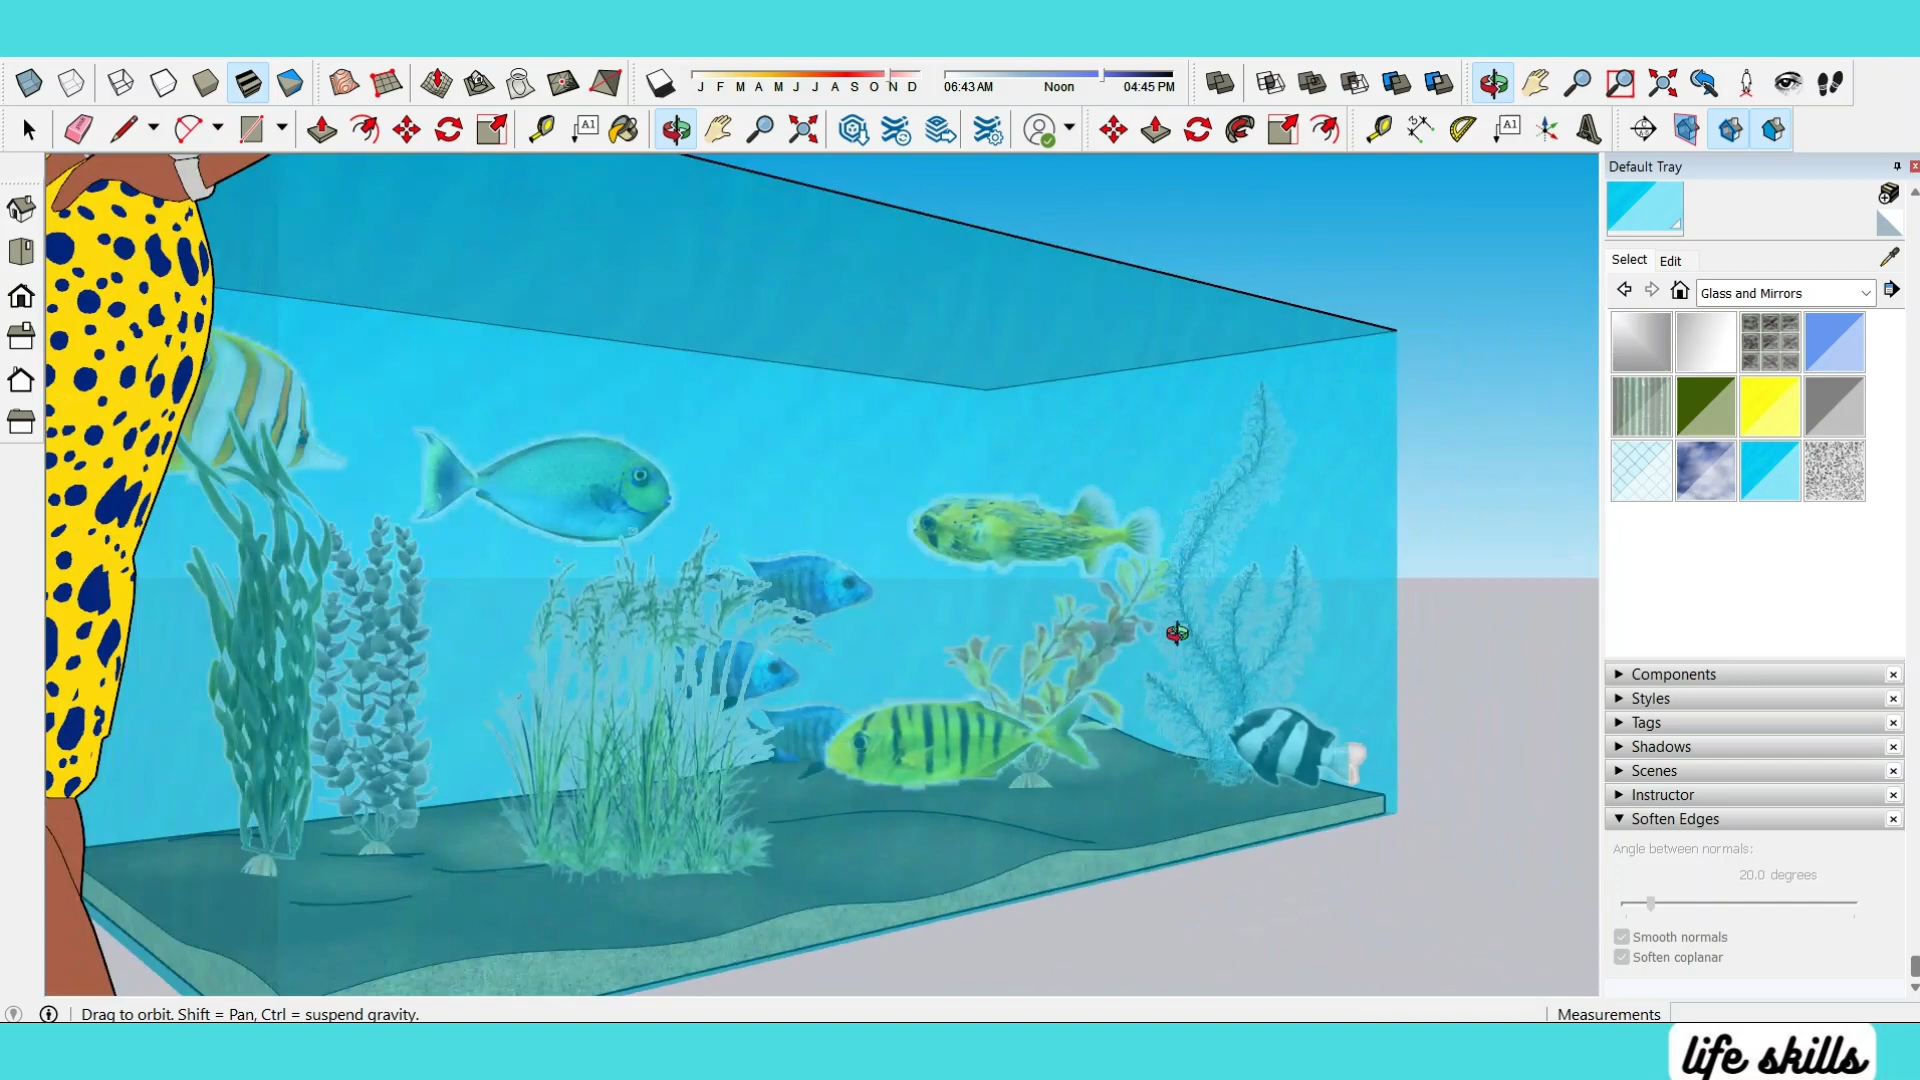 J F M A M J J A S O N D
06:43 AM Noon 04:45 PM
A1
A1
Default Tray
Select Edit
Glass and Mirrors
Components
Styles
Tags
Shadows
Scenes
Instructor
Soften Edges
Angle between normals:
20.0 degrees
Smooth normals
Soften coplanar
Drag to orbit. Shift = Pan, Ctrl = suspend gravity.
Measurements
life skills